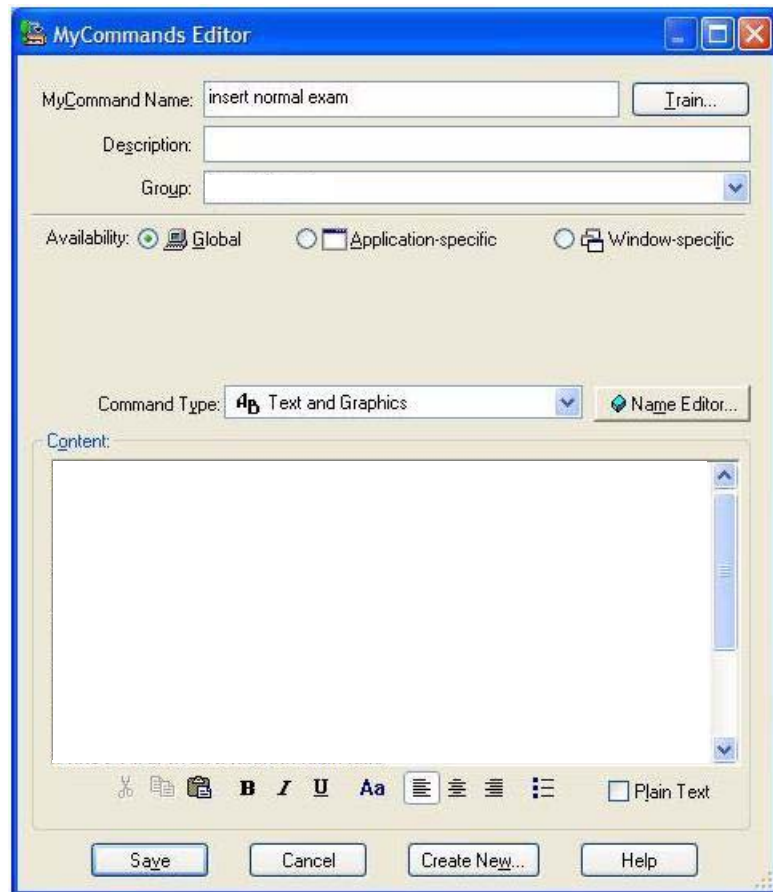 MyCommands Editor
MyCommand Name: insert normal exam Train...
Description:
Group:
Availability: Global Application-specific Window-specific
Command Type: AB Text and Graphics Name Editor...
Content:
B I U Aa Plain Text
Save Cancel Create New... Help